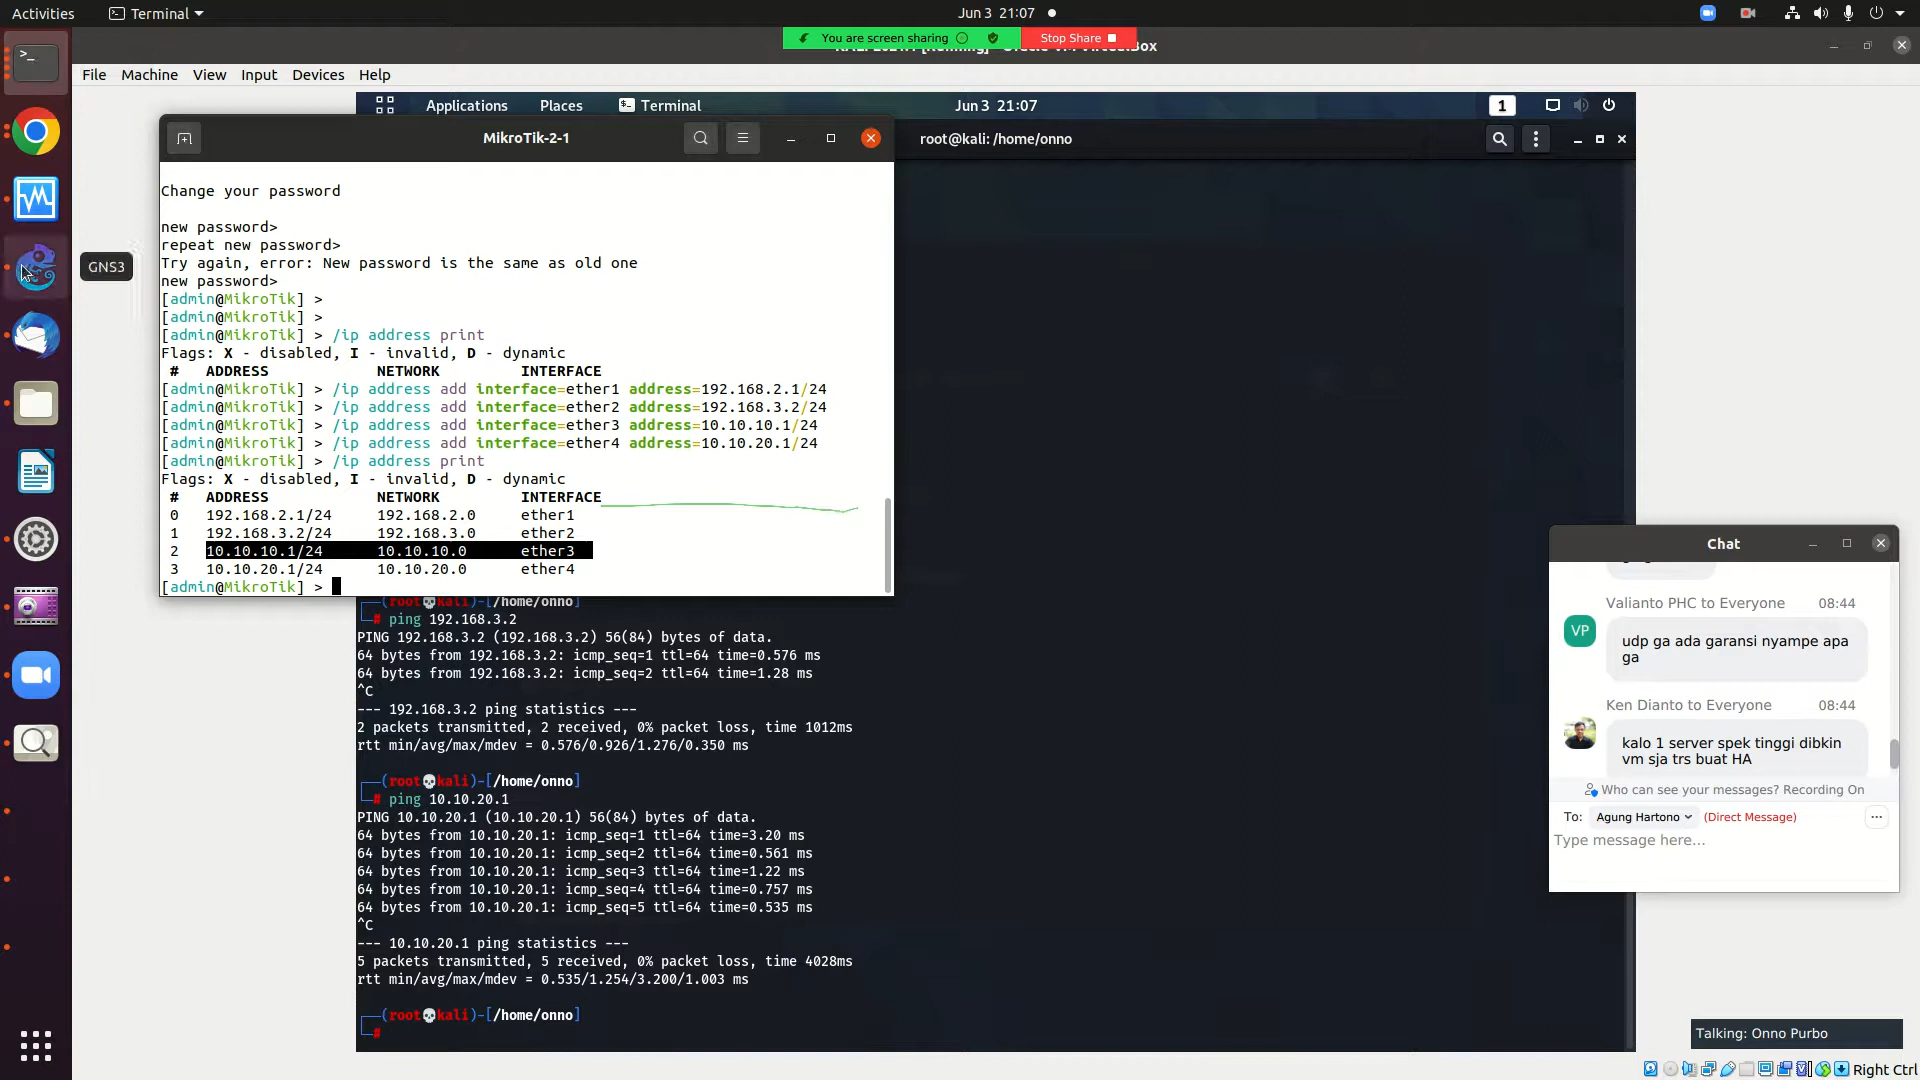 Activities
Terminal
Jun 3 21:07
You are screen sharing
Stop Share
File Machine View Input Devices Help
Applications Places Terminal
Jun 3 21:07
1
MikroTik-2-1
root@kali: /home/onno
GNS3
Change your password
new password>
repeat new password>
Try again, error: New password is the same as old one
new password>
[admin@MikroTik] >
[admin@MikroTik] >
[admin@MikroTik] > /ip address print
Flags: X - disabled, I - invalid, D - dynamic
# ADDRESS NETWORK INTERFACE
[admin@MikroTik] > /ip address add interface=ether1 address=192.168.2.1/24
[admin@MikroTik] > /ip address add interface=ether2 address=192.168.3.2/24
[admin@MikroTik] > /ip address add interface=ether3 address=10.10.10.1/24
[admin@MikroTik] > /ip address add interface=ether4 address=10.10.20.1/24
[admin@MikroTik] > /ip address print
Flags: X - disabled, I - invalid, D - dynamic
# ADDRESS NETWORK INTERFACE
0 192.168.2.1/24 192.168.2.0 ether1
1 192.168.3.2/24 192.168.3.0 ether2
2 10.10.10.1/24 10.10.10.0 ether3
3 10.10.20.1/24 10.10.20.0 ether4
[admin@MikroTik] >
(root💀kali)-[/home/onno]
# ping 192.168.3.2
PING 192.168.3.2 (192.168.3.2) 56(84) bytes of data.
64 bytes from 192.168.3.2: icmp_seq=1 ttl=64 time=0.576 ms
64 bytes from 192.168.3.2: icmp_seq=2 ttl=64 time=1.28 ms
^C
--- 192.168.3.2 ping statistics ---
2 packets transmitted, 2 received, 0% packet loss, time 1012ms
rtt min/avg/max/mdev = 0.576/0.926/1.276/0.350 ms
(root💀kali)-[/home/onno]
# ping 10.10.20.1
PING 10.10.20.1 (10.10.20.1) 56(84) bytes of data.
64 bytes from 10.10.20.1: icmp_seq=1 ttl=64 time=3.20 ms
64 bytes from 10.10.20.1: icmp_seq=2 ttl=64 time=0.561 ms
64 bytes from 10.10.20.1: icmp_seq=3 ttl=64 time=1.22 ms
64 bytes from 10.10.20.1: icmp_seq=4 ttl=64 time=0.757 ms
64 bytes from 10.10.20.1: icmp_seq=5 ttl=64 time=0.535 ms
^C
--- 10.10.20.1 ping statistics ---
5 packets transmitted, 5 received, 0% packet loss, time 4028ms
rtt min/avg/max/mdev = 0.535/1.254/3.200/1.003 ms
(root💀kali)-[/home/onno]
#
Chat
Valianto PHC to Everyone 08:44
VP
udp ga ada garansi nyampe apa
ga
Ken Dianto to Everyone 08:44
kalo 1 server spek tinggi dibkin
vm sja trs buat HA
Who can see your messages? Recording On
To: Agung Hartono (Direct Message)
Type message here...
Talking: Onno Purbo
Right Ctrl